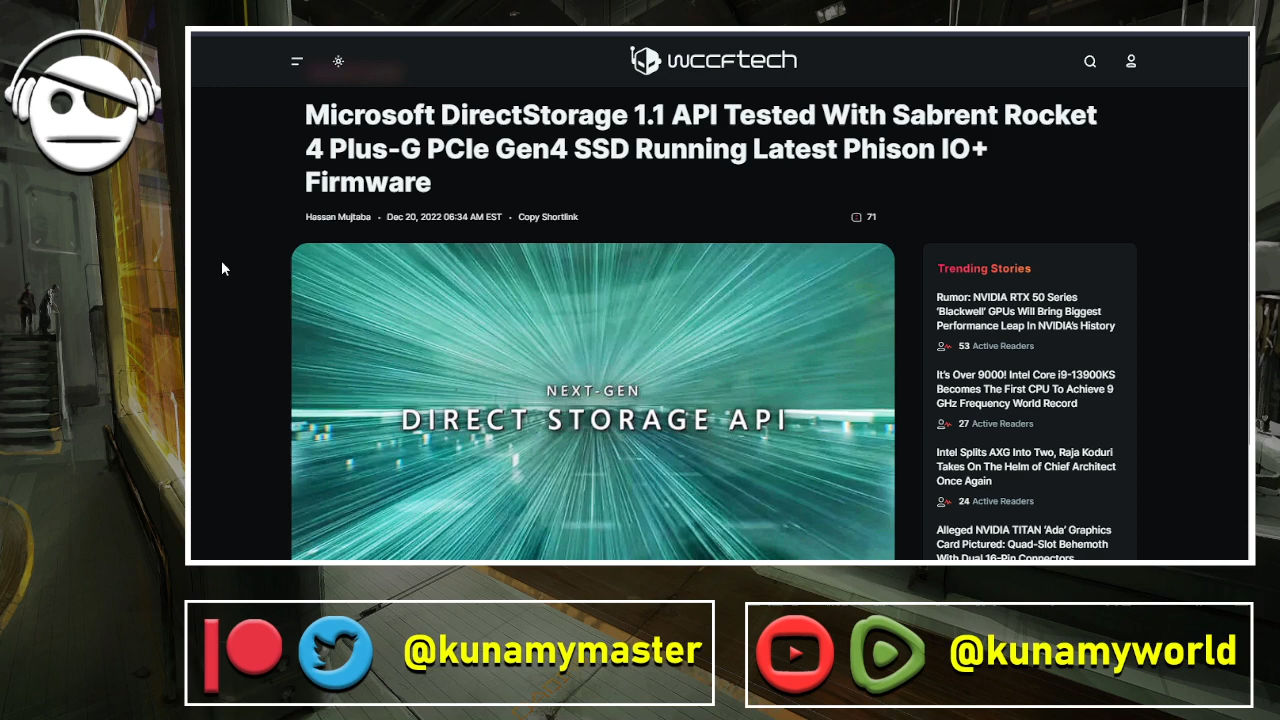 wccftech
Microsoft DirectStorage 1.1 API Tested With Sabrent Rocket
4 Plus-G PCIe Gen4 SSD Running Latest Phison IO+
Firmware
Hassan Mujtaba • Dec 20, 2022 06:34 AM EST • Copy Shortlink
71
NEXT-GEN
DIRECT STORAGE API
Trending Stories
Rumor: NVIDIA RTX 50 Series
‘Blackwell’ GPUs Will Bring Biggest
Performance Leap In NVIDIA’s History
53 Active Readers
It’s Over 9000! Intel Core i9-13900KS
Becomes The First CPU To Achieve 9
GHz Frequency World Record
27 Active Readers
Intel Splits AXG Into Two, Raja Koduri
Takes On The Helm of Chief Architect
Once Again
24 Active Readers
Alleged NVIDIA TITAN ‘Ada’ Graphics
Card Pictured: Quad-Slot Behemoth
With Dual 16-Pin Connectors
@kunamymaster
@kunamyworld